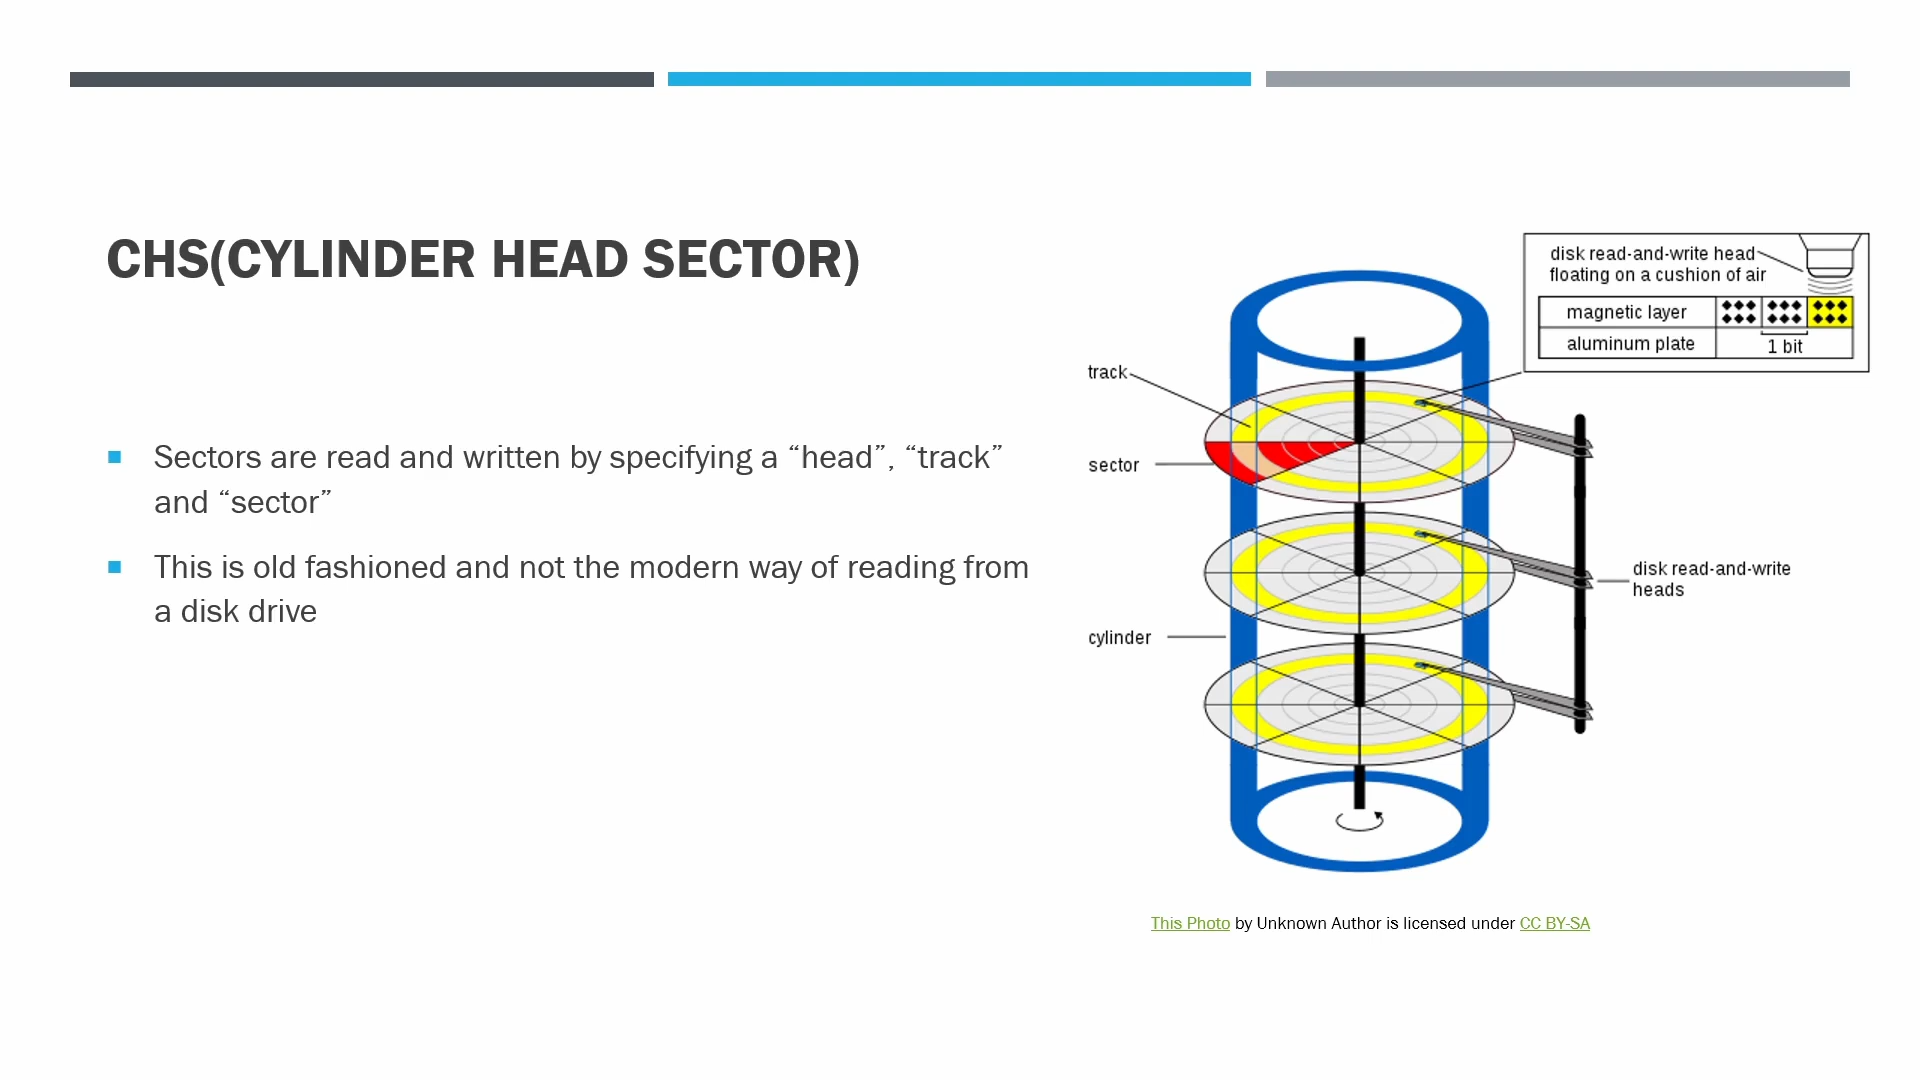 CHS(CYLINDER HEAD SECTOR)
Sectors are read and written by specifying a “head”, “track”
and “sector”
This is old fashioned and not the modern way of reading from
a disk drive
disk read-and-write head
floating on a cushion of air
magnetic layer
aluminum plate
1 bit
track
sector
cylinder
disk read-and-write
heads
This Photo by Unknown Author is licensed under CC BY-SA